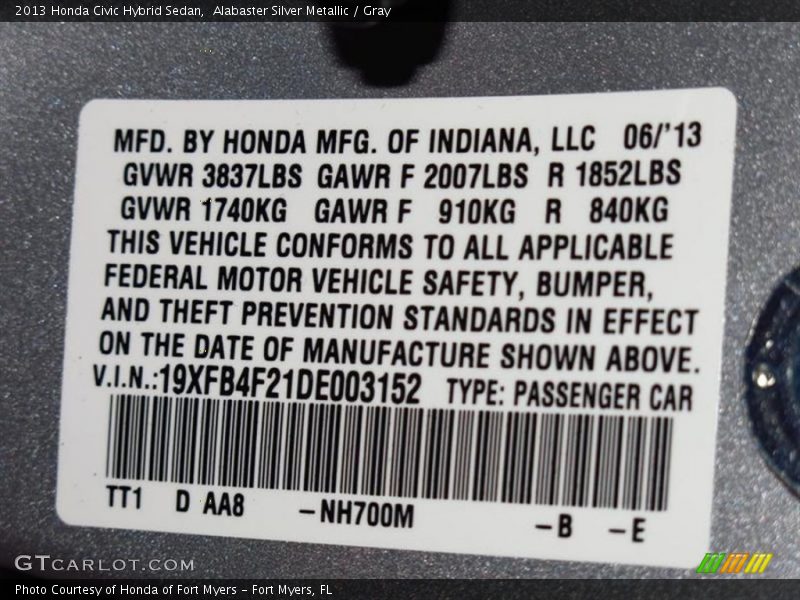 2013 Honda Civic Hybrid Sedan,  Alabaster Silver Metallic / Gray
MFD. BY HONDA MFG. OF INDIANA, LLC 06/'13
GVWR 3837LBS GAWR F 2007LBS R 1852LBS
GVWR 1740KG GAWR F 910KG R 840KG
THIS VEHICLE CONFORMS TO ALL APPLICABLE
FEDERAL MOTOR VEHICLE SAFETY, BUMPER,
AND THEFT PREVENTION STANDARDS IN EFFECT
ON THE DATE OF MANUFACTURE SHOWN ABOVE.
V.I.N.:19XFB4F21DE003152 TYPE: PASSENGER CAR
TT1 D AA8 –NH700M –B –E
GTCARLOT.COM
Photo Courtesy of Honda of Fort Myers – Fort Myers, FL